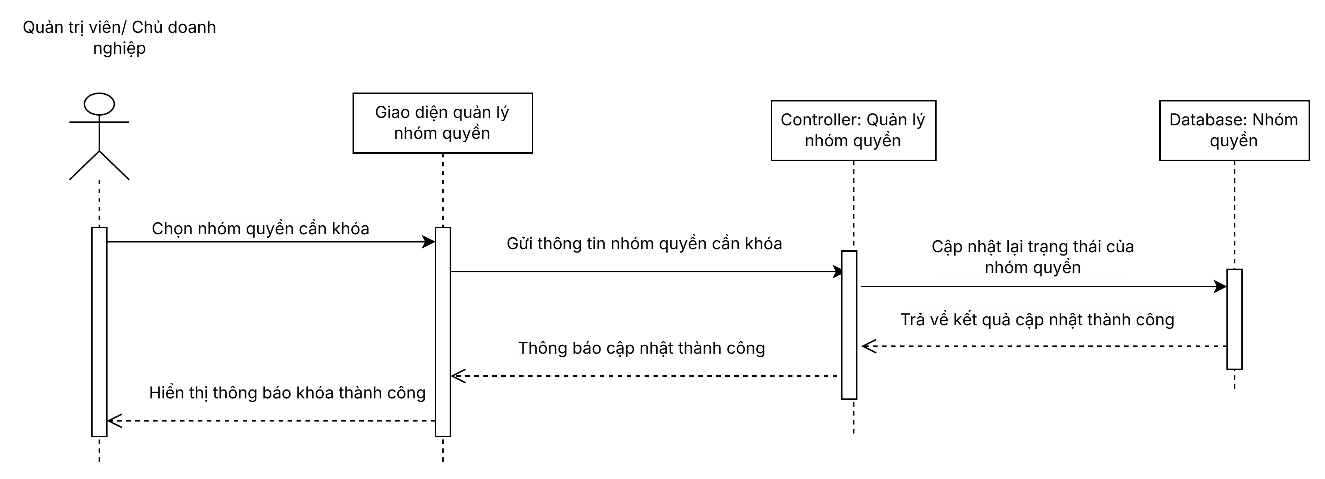 Quản trị viên/ Chủ doanh
nghiệp
Giao diện quản lý
nhóm quyền
Controller: Quản lý
nhóm quyền
Database: Nhóm
quyền
Chọn nhóm quyền cần khóa
Gửi thông tin nhóm quyền cần khóa
Cập nhật lại trạng thái của
nhóm quyền
Trả về kết quả cập nhật thành công
Thông báo cập nhật thành công
Hiển thị thông báo khóa thành công